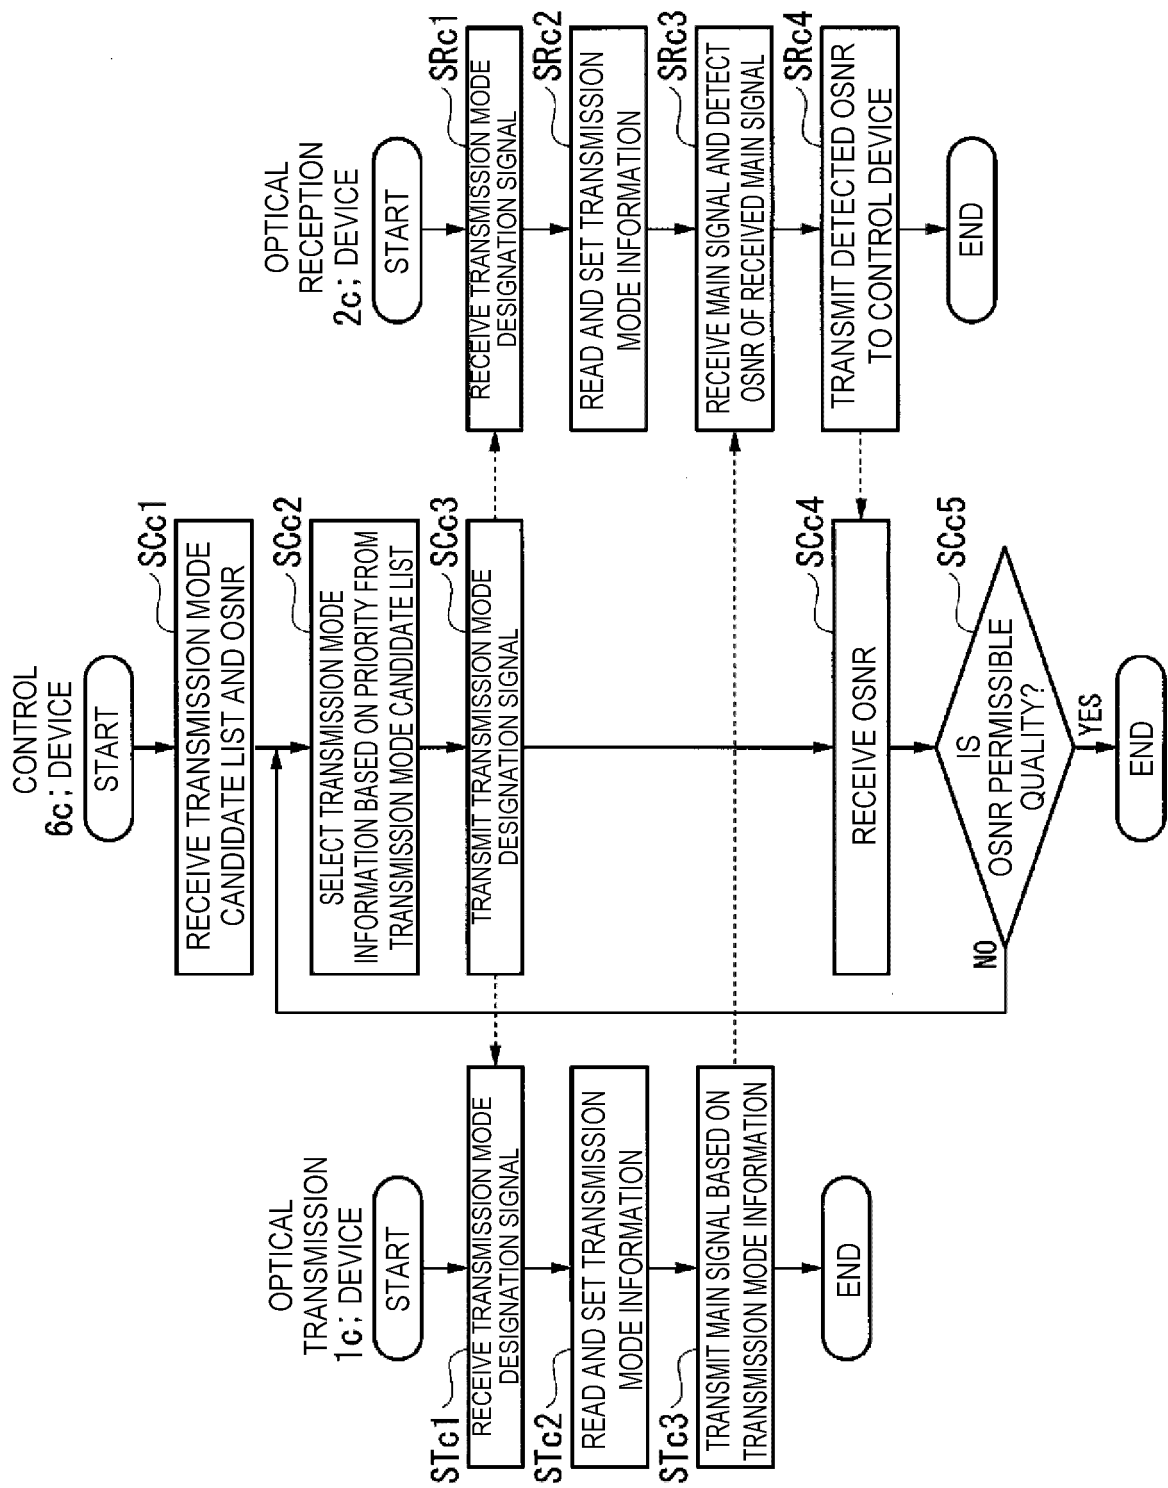 OPTICAL
TRANSMISSION
1c; DEVICE
START
STc1
RECEIVE TRANSMISSION MODE
DESIGNATION SIGNAL
STc2
READ AND SET TRANSMISSION
MODE INFORMATION
STc3
TRANSMIT MAIN SIGNAL BASED ON
TRANSMISSION MODE INFORMATION
END
CONTROL
6c; DEVICE
START
SCc1
RECEIVE TRANSMISSION MODE
CANDIDATE LIST AND OSNR
SCc2
SELECT TRANSMISSION MODE
INFORMATION BASED ON PRIORITY FROM
TRANSMISSION MODE CANDIDATE LIST
SCc3
TRANSMIT TRANSMISSION MODE
DESIGNATION SIGNAL
SCc4
RECEIVE OSNR
SCc5
IS
OSNR PERMISSIBLE
QUALITY?
NO
YES
END
OPTICAL
RECEPTION
2c; DEVICE
START
SRc1
RECEIVE TRANSMISSION MODE
DESIGNATION SIGNAL
SRc2
READ AND SET TRANSMISSION
MODE INFORMATION
SRc3
RECEIVE MAIN SIGNAL AND DETECT
OSNR OF RECEIVED MAIN SIGNAL
SRc4
TRANSMIT DETECTED OSNR
TO CONTROL DEVICE
END